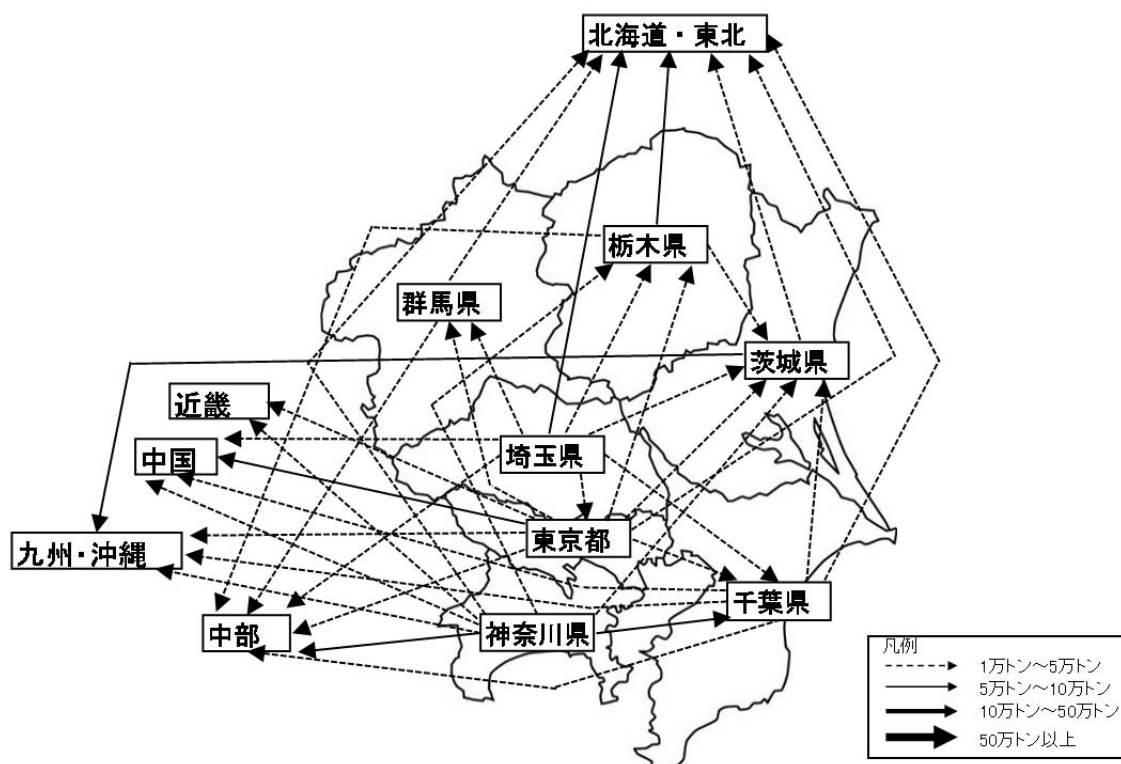 北海道・東北
栃木県
群馬県
茨城県
近畿
埼玉県
中国
東京都
九州・沖縄
千葉県
中部
神奈川県
凡例
1万トン～5万トン
5万トン～10万トン
10万トン～50万トン
50万トン以上